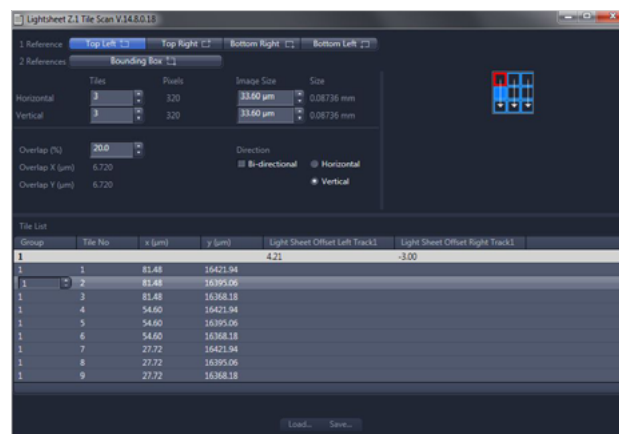 Lightsheet Z.1 Tile Scan V.14.8.0.18
1 Reference Top Left Top Right Bottom Right Bottom Left
2 References Bounding Box
Tiles Pixels Image Size Size
Horizontal 3 320 33.60 µm 0.08736 mm
Vertical 3 320 33.60 µm 0.08736 mm
Overlap (%) 20.0 Direction
Overlap X (µm) 6.720 Bi-directional Horizontal
Overlap Y (µm) 6.720 Vertical
Tile List
Group Tile No x (µm) y (µm) Light Sheet Offset Left Track1 Light Sheet Offset Right Track1
1 4.21 -3.00
1 1 81.48 16421.94
1 2 81.48 16395.06
1 3 81.48 16368.18
1 4 54.60 16421.94
1 5 54.60 16395.06
1 6 54.60 16368.18
1 7 27.72 16421.94
1 8 27.72 16395.06
1 9 27.72 16368.18
Load... Save...